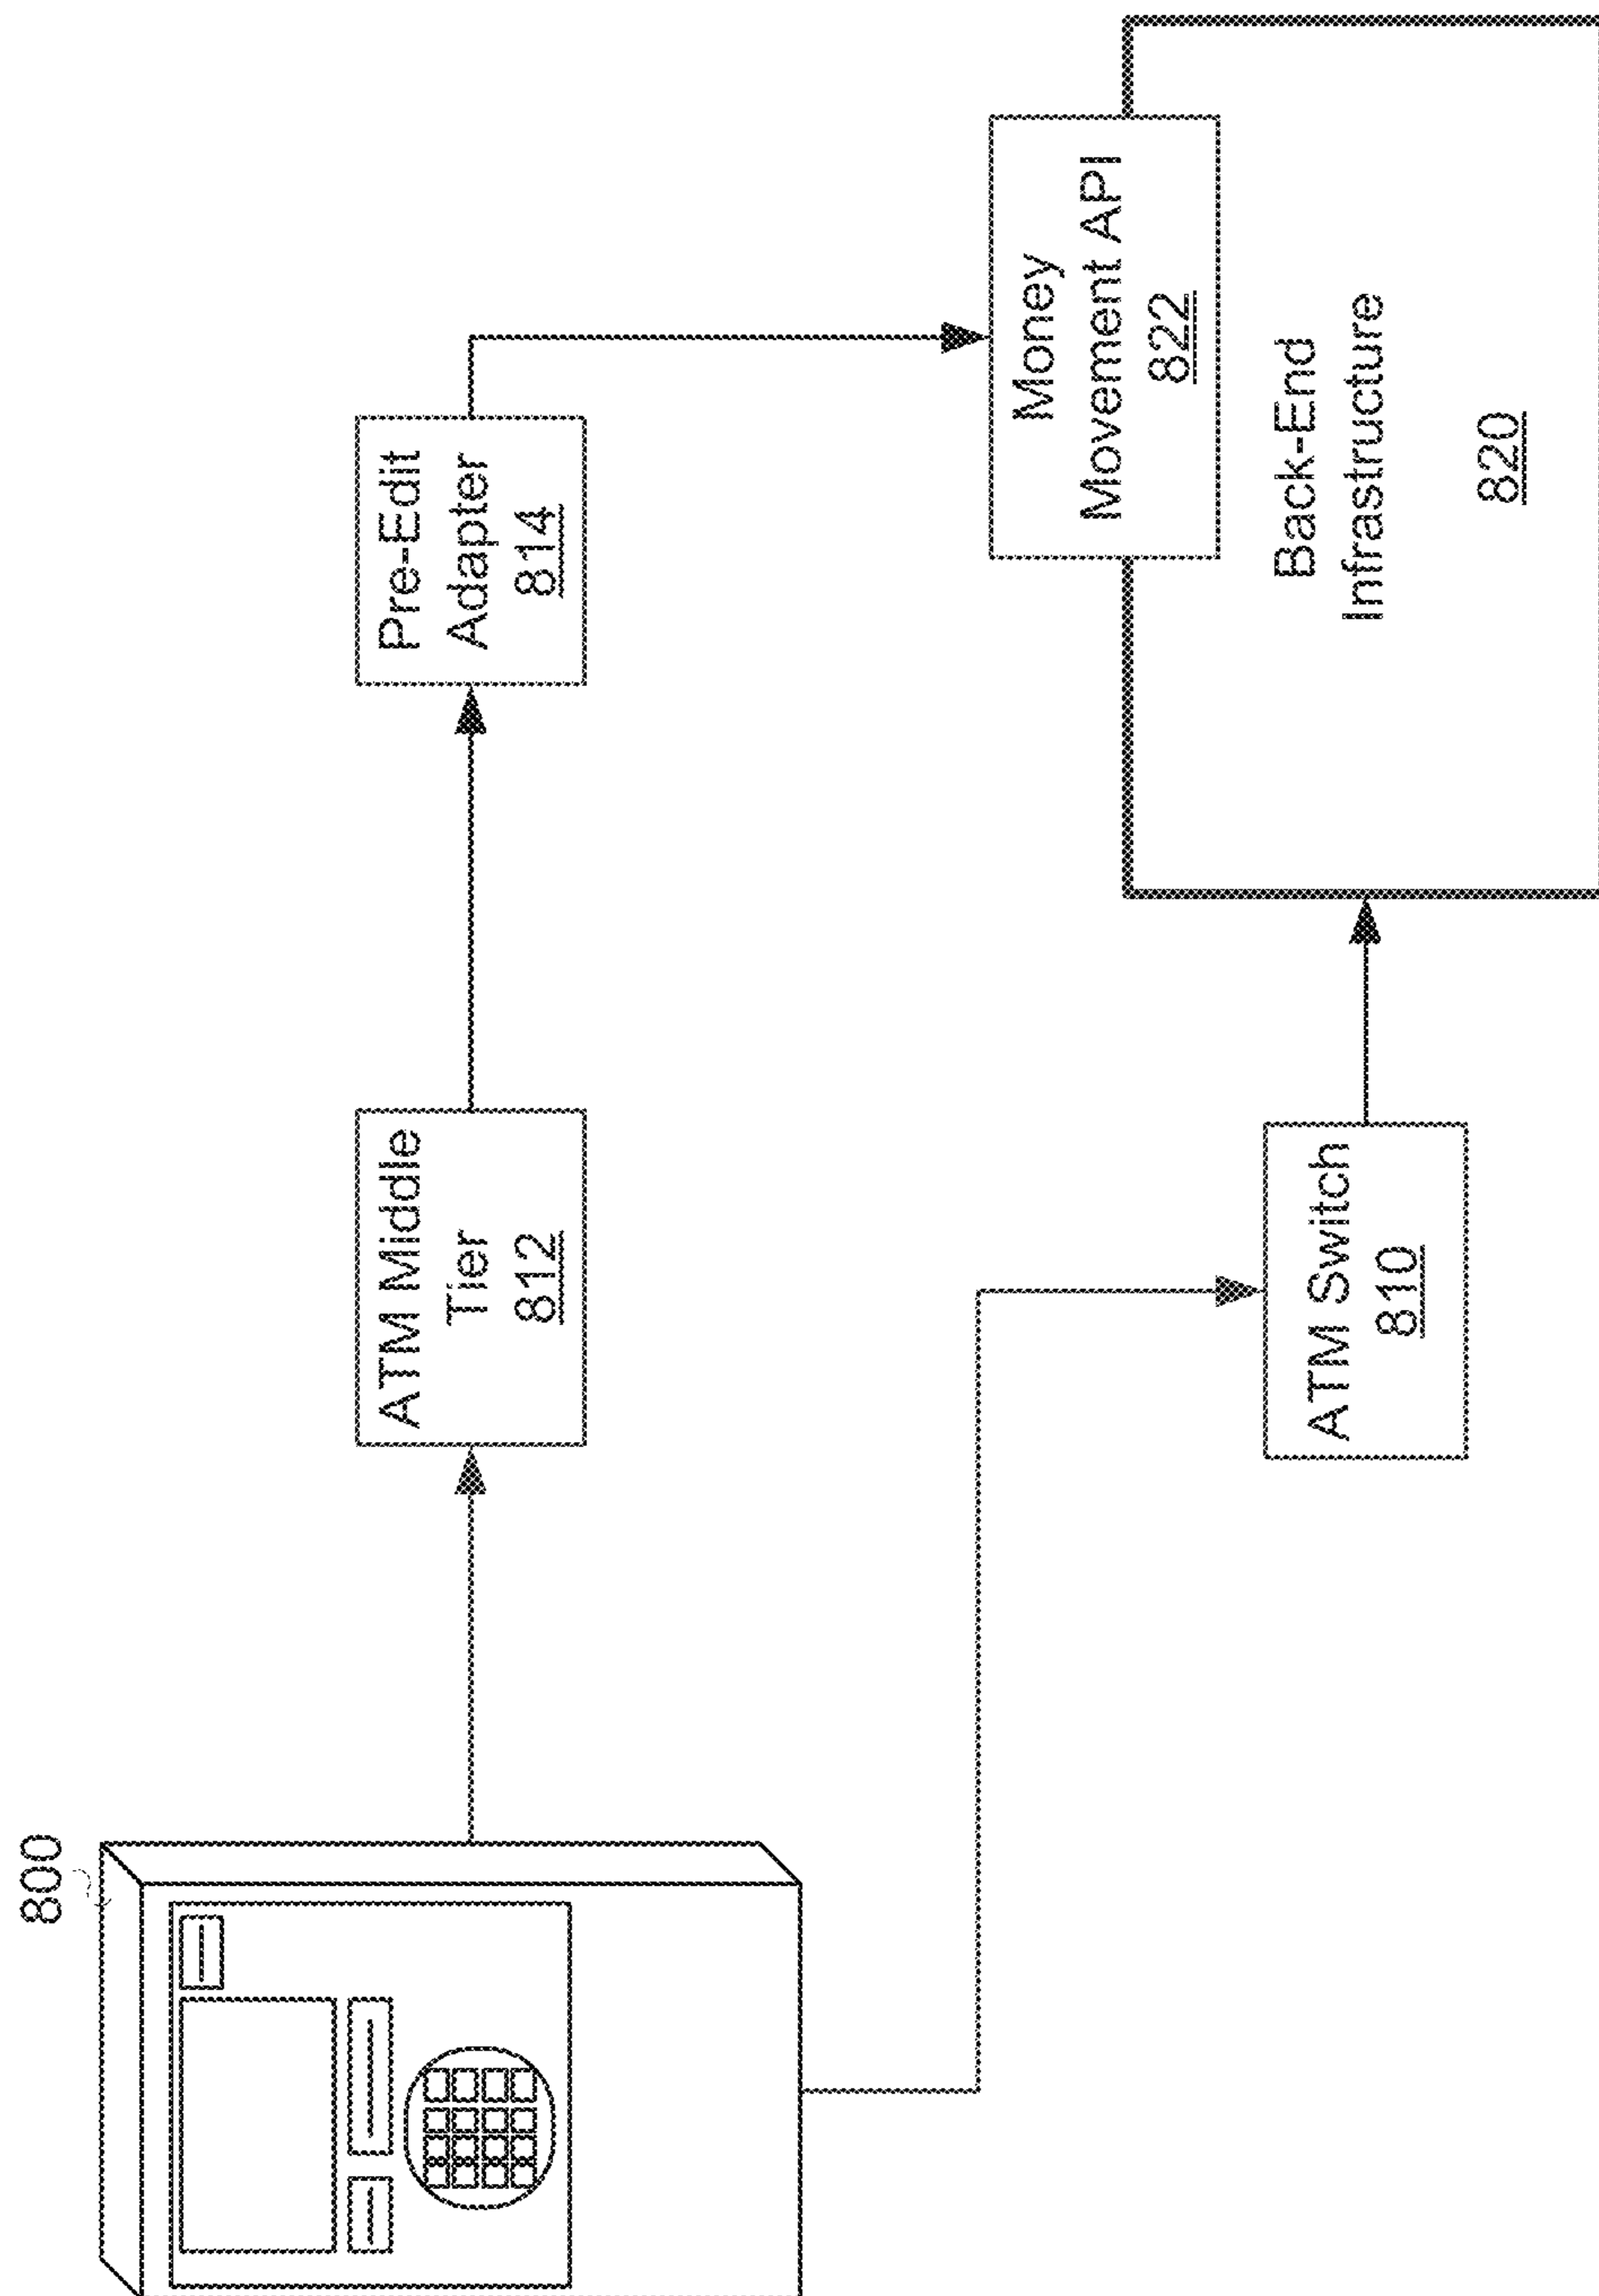 800
ATM Middle
Tier
812
Pre-Edit
Adapter
814
ATM Switch
810
Money
Movement API
822
Back-End
Infrastructure
820